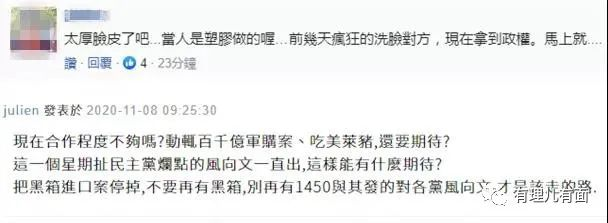 太厚臉皮了吧...當人是塑膠做的喔...前幾天瘋狂的洗臉對方，現在拿到政權。馬上就....
讚 · 回覆 · 4 · 23分鐘
julien 發表於 2020-11-08 09:25:30
現在合作程度不夠嗎?動輒百千億軍購案、吃美萊豬,還要期待?
這一個星期扯民主黨爛點的風向文一直出,這樣能有什麼期待?
把黑箱進口案停掉,不要再有黑箱,別再有1450與其發的對各黨風向文,才是該走的路.
有理儿有面